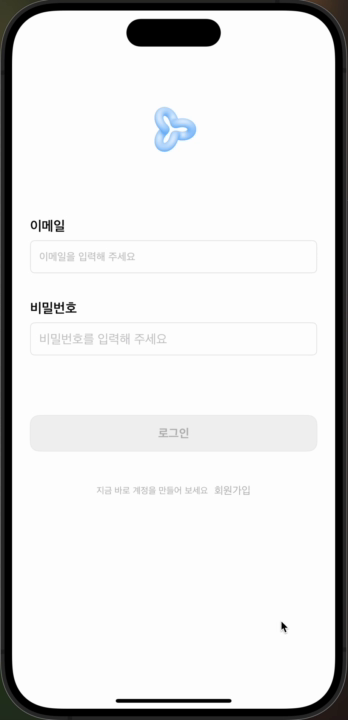 이메일
이메일을 입력해 주세요
비밀번호
비밀번호를 입력해 주세요
로그인
지금 바로 계정을 만들어 보세요 회원가입